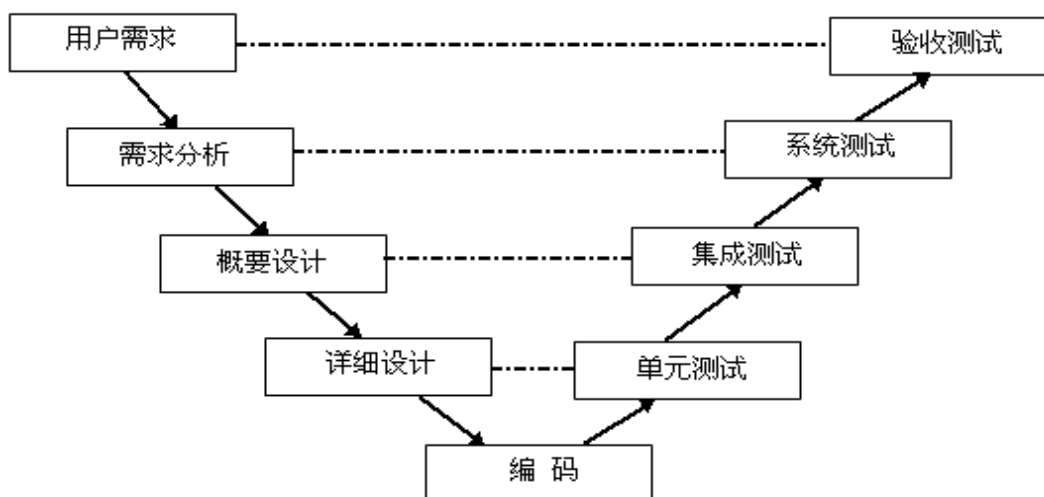 用户需求
验收测试
需求分析
系统测试
概要设计
集成测试
详细设计
单元测试
编 码